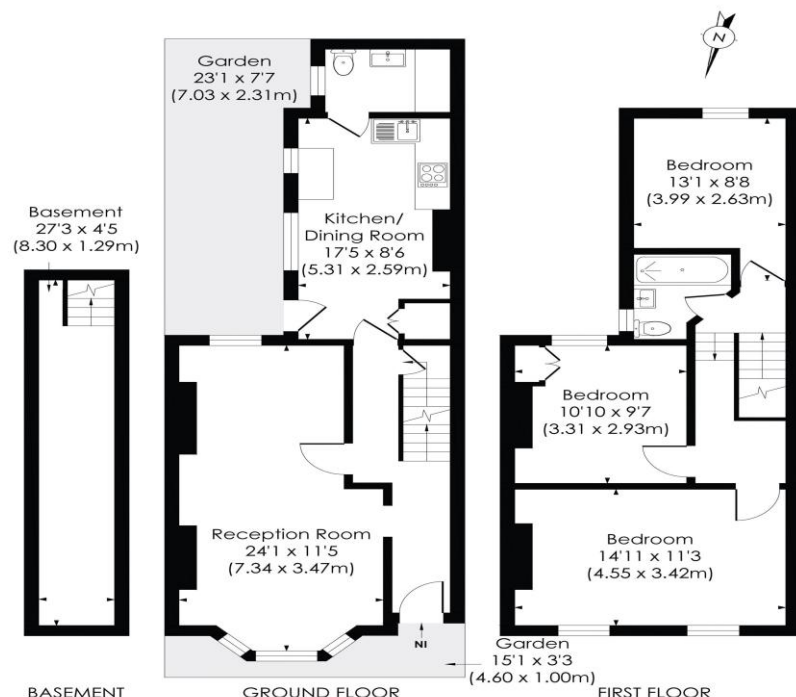 N
Garden
23'1 x 7'7
(7.03 x 2.31m)
Basement
27'3 x 4'5
(8.30 x 1.29m)
Kitchen/
Dining Room
17'5 x 8'6
(5.31 x 2.59m)
Bedroom
13'1 x 8'8
(3.99 x 2.63m)
Bedroom
10'10 x 9'7
(3.31 x 2.93m)
Reception Room
24'1 x 11'5
(7.34 x 3.47m)
Bedroom
14'11 x 11'3
(4.55 x 3.42m)
IN
Garden
15'1 x 3'3
(4.60 x 1.00m)
BASEMENT
GROUND FLOOR
FIRST FLOOR